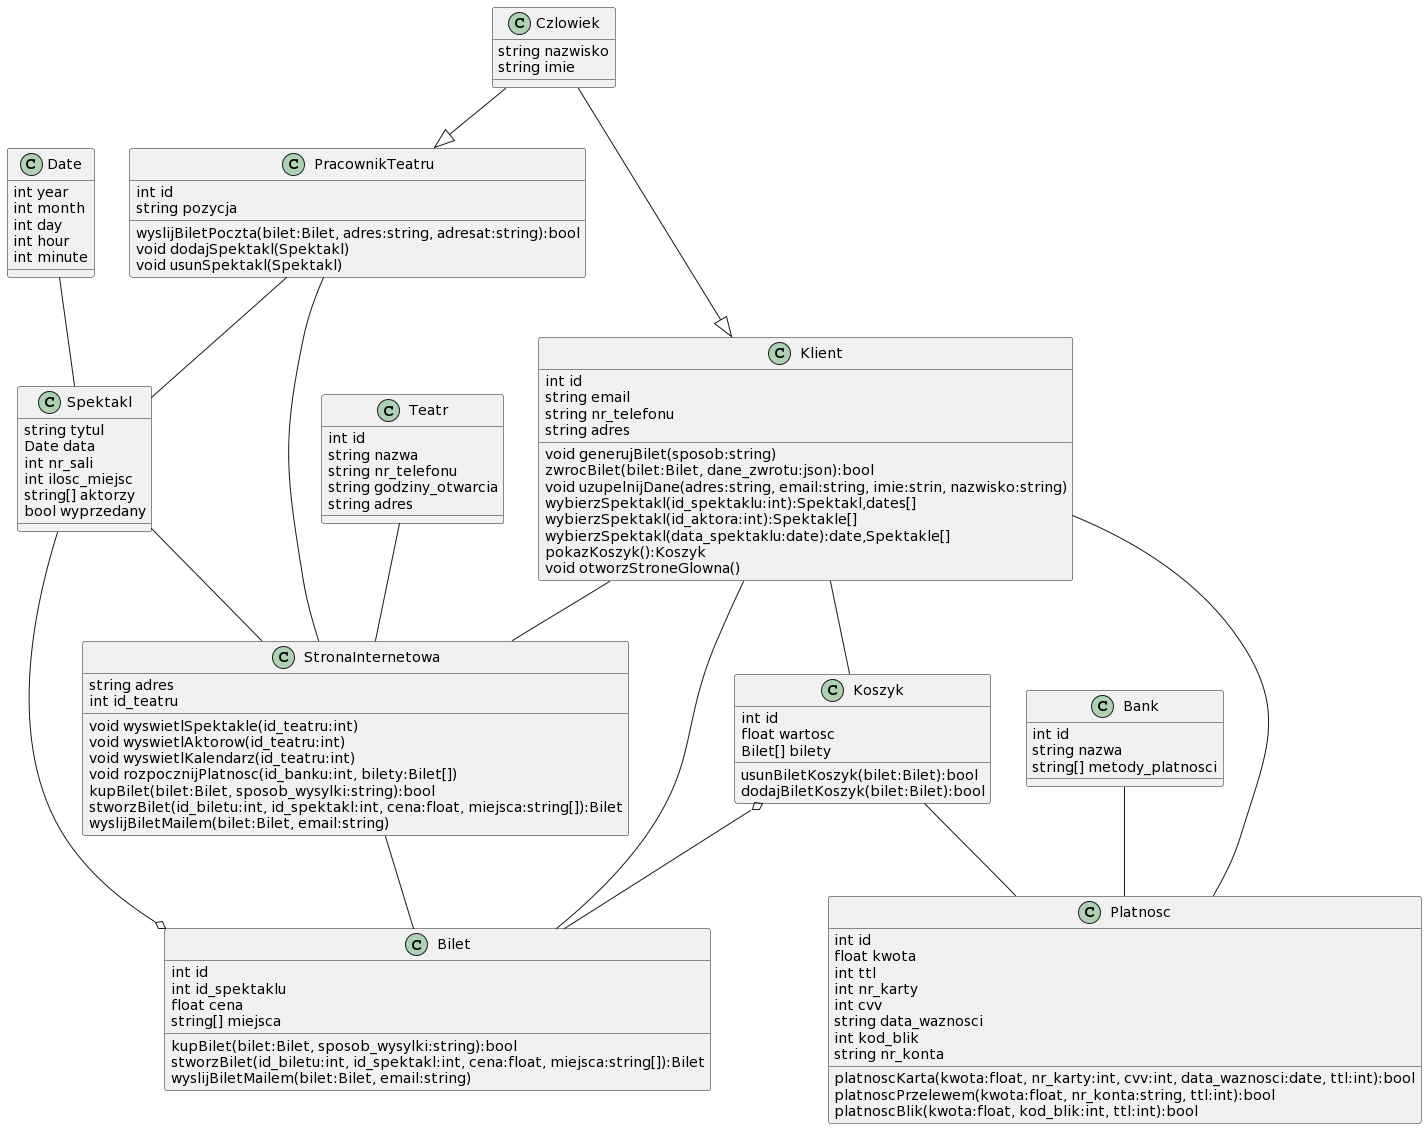 C Czlowiek
string nazwisko
string imie
C Date
int year
int month
int day
int hour
int minute
C PracownikTeatru
int id
string pozycja
wyslijBiletPoczta(bilet:Bilet, adres:string, adresat:string):bool
void dodajSpektakl(Spektakl)
void usunSpektakl(Spektakl)
C Klient
int id
string email
string nr_telefonu
string adres
void generujBilet(sposob:string)
zwrocBilet(bilet:Bilet, dane_zwrotu:json):bool
void uzupelnijDane(adres:string, email:string, imie:strin, nazwisko:string)
wybierzSpektakl(id_spektaklu:int):Spektakl,dates[]
wybierzSpektakl(id_aktora:int):Spektakle[]
wybierzSpektakl(data_spektaklu:date):date,Spektakle[]
pokazKoszyk():Koszyk
void otworzStroneGlowna()
C Spektakl
string tytul
Date data
int nr_sali
int ilosc_miejsc
string[] aktorzy
bool wyprzedany
C Teatr
int id
string nazwa
string nr_telefonu
string godziny_otwarcia
string adres
C StronaInternetowa
string adres
int id_teatru
void wyswietlSpektakle(id_teatru:int)
void wyswietlAktorow(id_teatru:int)
void wyswietlKalendarz(id_teatru:int)
void rozpocznijPlatnosc(id_banku:int, bilety:Bilet[])
kupBilet(bilet:Bilet, sposob_wysylki:string):bool
stworzBilet(id_biletu:int, id_spektakl:int, cena:float, miejsca:string[]):Bilet
wyslijBiletMailem(bilet:Bilet, email:string)
C Koszyk
int id
float wartosc
Bilet[] bilety
usunBiletKoszyk(bilet:Bilet):bool
dodajBiletKoszyk(bilet:Bilet):bool
C Bank
int id
string nazwa
string[] metody_platnosci
C Bilet
int id
int id_spektaklu
float cena
string[] miejsca
kupBilet(bilet:Bilet, sposob_wysylki:string):bool
stworzBilet(id_biletu:int, id_spektakl:int, cena:float, miejsca:string[]):Bilet
wyslijBiletMailem(bilet:Bilet, email:string)
C Platnosc
int id
float kwota
int ttl
int nr_karty
int cvv
string data_waznosci
int kod_blik
string nr_konta
platnoscKarta(kwota:float, nr_karty:int, cvv:int, data_waznosci:date, ttl:int):bool
platnoscPrzelewem(kwota:float, nr_konta:string, ttl:int):bool
platnoscBlik(kwota:float, kod_blik:int, ttl:int):bool